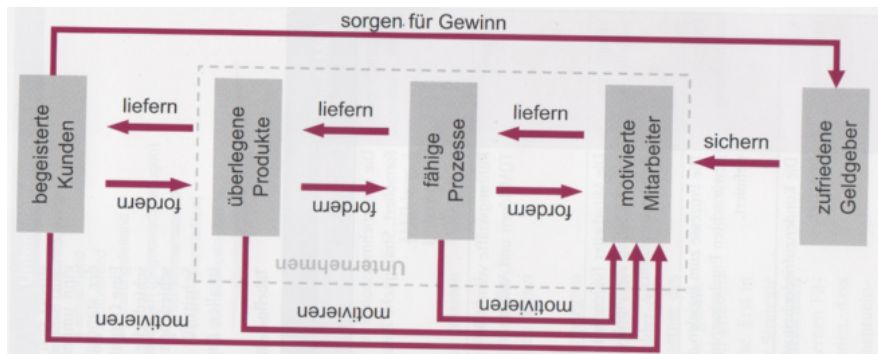 sorgen für Gewinn
begeisterte
Kunden
liefern
fordern
überlegene
Produkte
liefern
fordern
fähige
Prozesse
liefern
fordern
motivierte
Mitarbeiter
sichern
zufriedene
Geldgeber
Unternehmen
motivieren
motivieren
motivieren